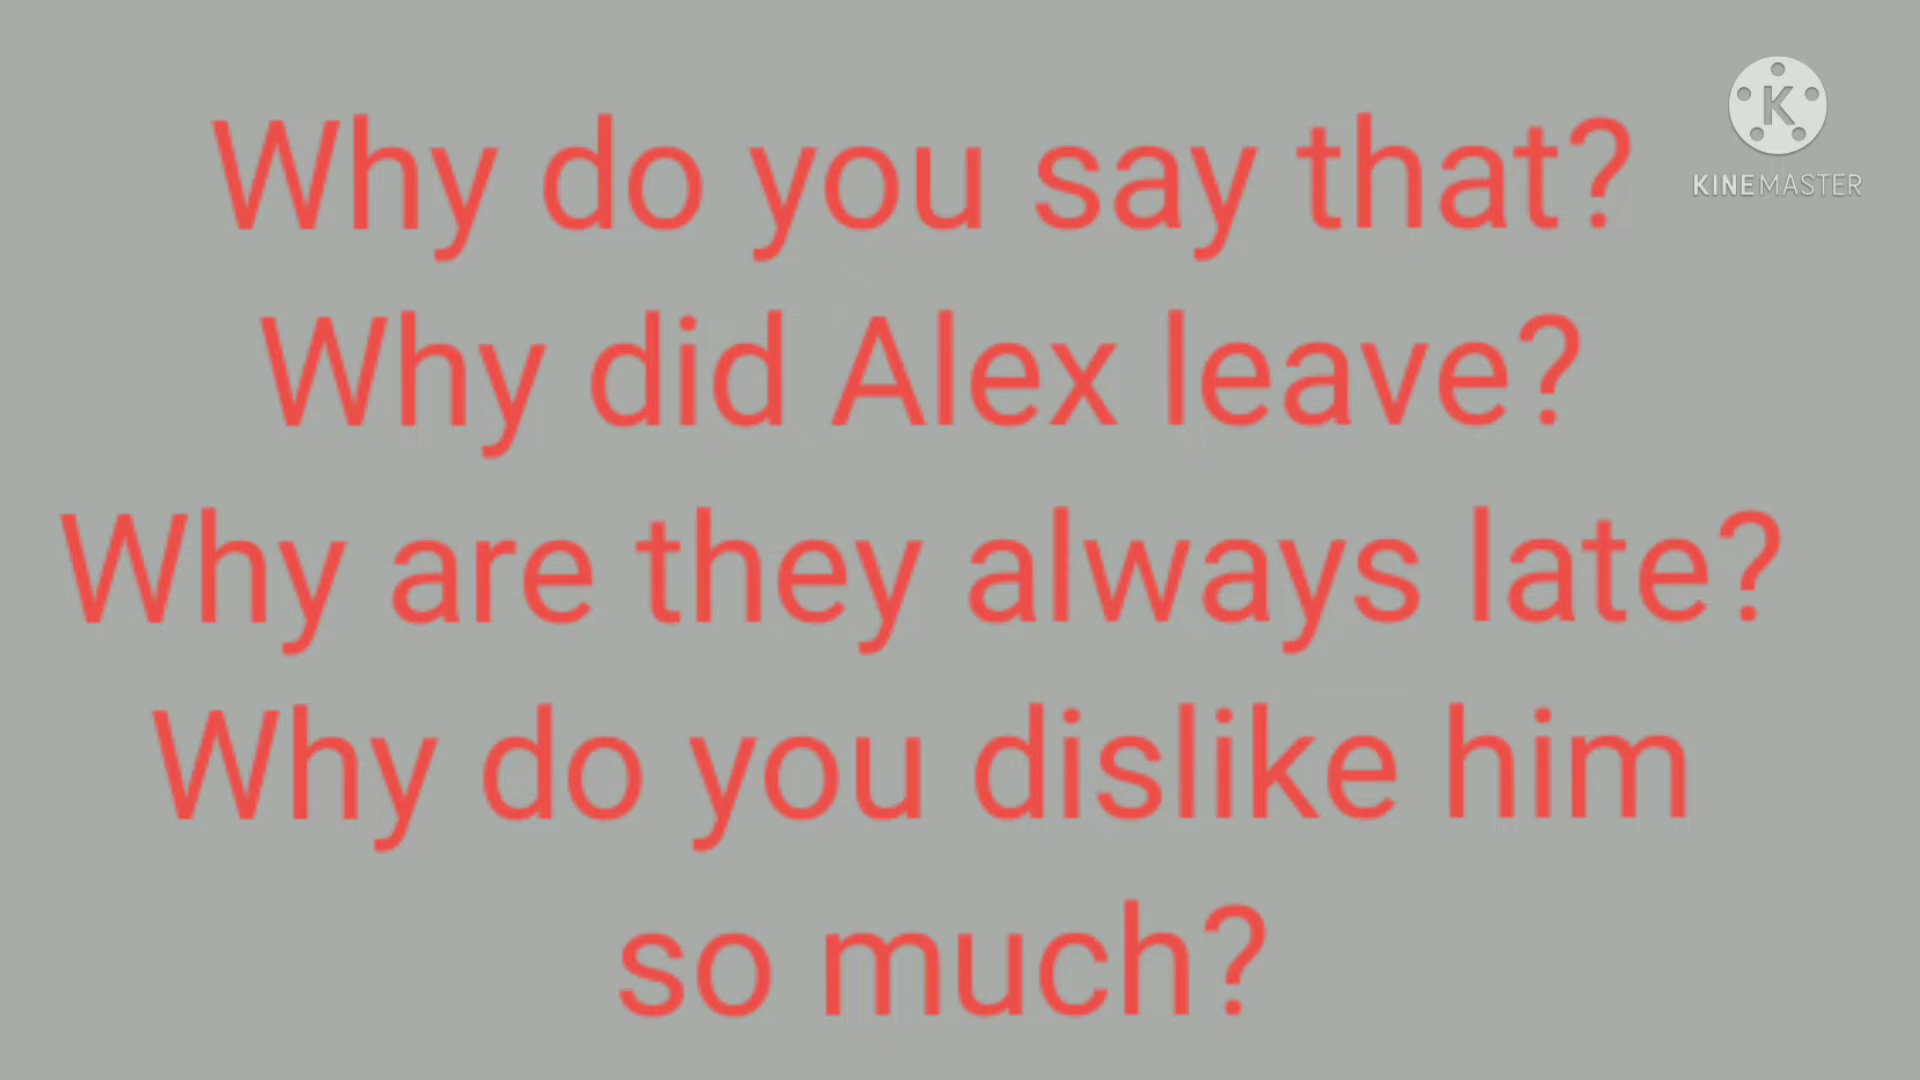 Why do you say that?
K
KINEMASTER
Why did Alex leave?
Why are they always late?
Why do you dislike him
so much?